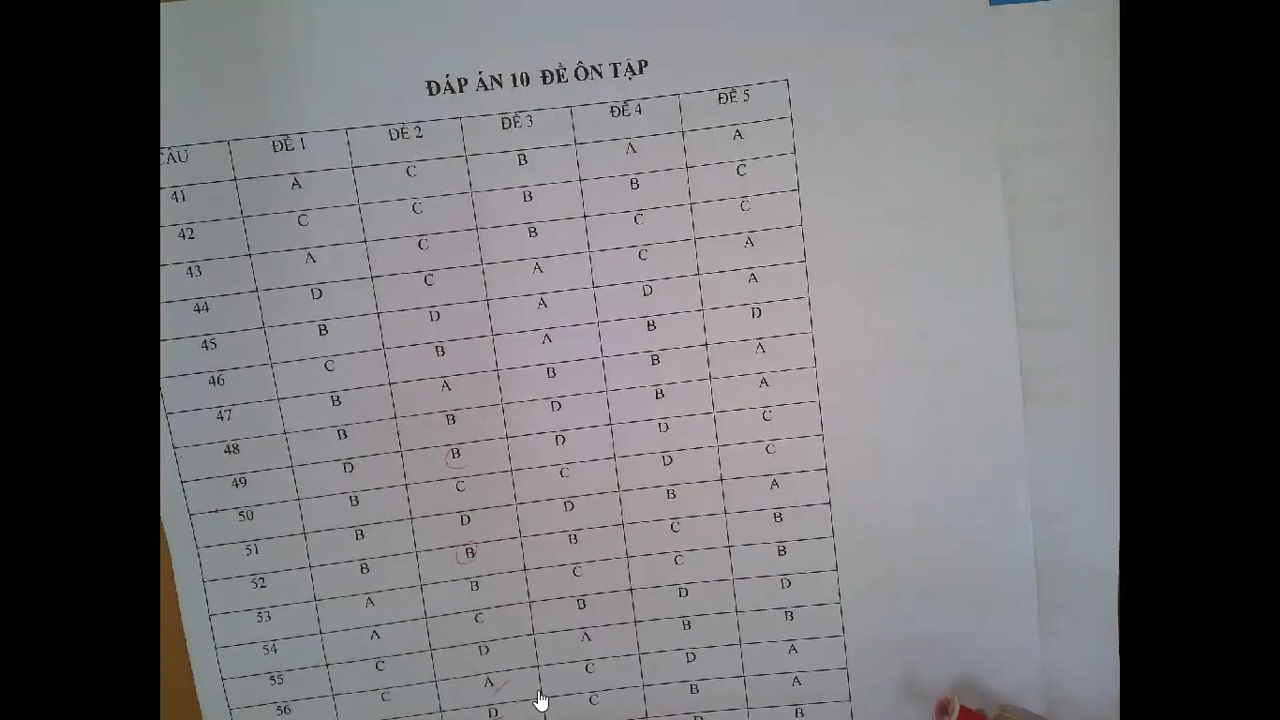 ĐÁP ÁN 10 ĐỀ ÔN TẬP
CÂU ĐỀ 1 ĐỀ 2 ĐỀ 3 ĐỀ 4 ĐỀ 5
41 A C B A A
42 C C B B C
43 A C B C C
44 D C A C A
45 B D A D A
46 C B A B D
47 B A B B A
48 B B D B A
49 D B D D C
50 B C C D C
51 B D D B A
52 B B B C B
53 A B C C B
54 A C B D D
55 C D A B B
56 C A C D A
D C B A
B